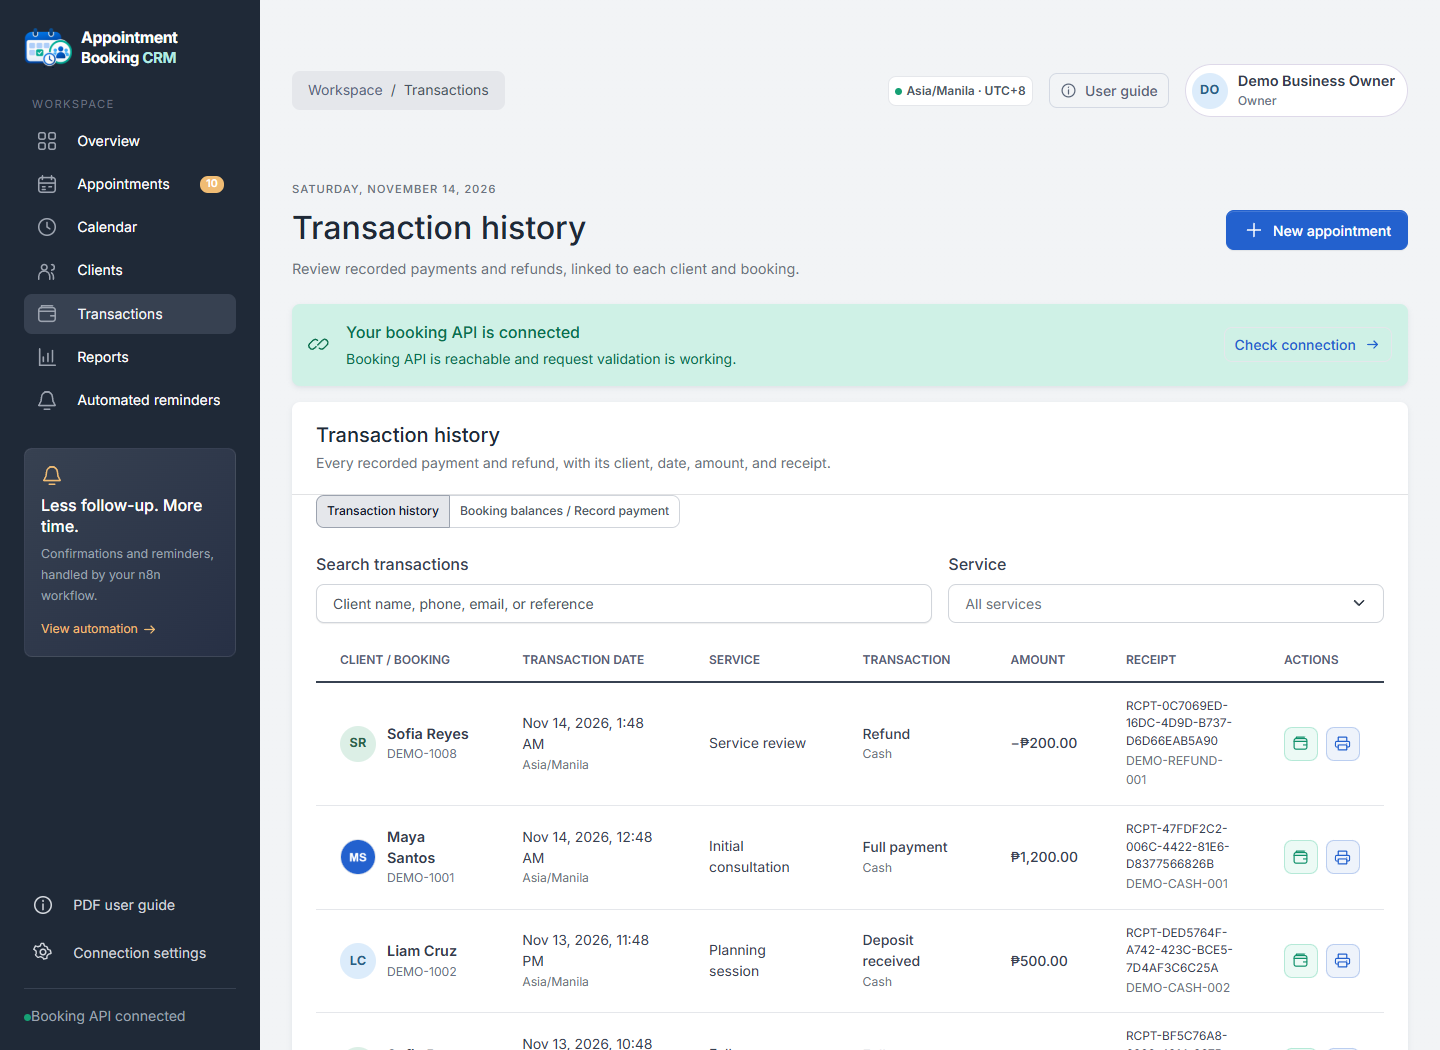 Appointment
Booking CRM
WORKSPACE
Overview
Appointments 10
Calendar
Clients
Transactions
Reports
Automated reminders
Less follow-up. More
time.
Confirmations and reminders,
handled by your n8n
workflow.
View automation →
PDF user guide
Connection settings
Booking API connected
Workspace / Transactions
Asia/Manila · UTC+8
User guide
DO
Demo Business Owner
Owner
SATURDAY, NOVEMBER 14, 2026
Transaction history
Review recorded payments and refunds, linked to each client and booking.
New appointment
Your booking API is connected
Booking API is reachable and request validation is working.
Check connection →
Transaction history
Every recorded payment and refund, with its client, date, amount, and receipt.
Transaction history
Booking balances / Record payment
Search transactions
Client name, phone, email, or reference
Service
All services
CLIENT / BOOKING TRANSACTION DATE SERVICE TRANSACTION AMOUNT RECEIPT ACTIONS
SR
Sofia Reyes
DEMO-1008
Nov 14, 2026, 1:48
AM
Asia/Manila
Service review
Refund
Cash
−₱200.00
RCPT-0C7069ED-
16DC-4D9D-B737-
D6D66EAB5A90
DEMO-REFUND-
001
MS
Maya
Santos
DEMO-1001
Nov 14, 2026, 12:48
AM
Asia/Manila
Initial
consultation
Full payment
Cash
₱1,200.00
RCPT-47FDF2C2-
006C-4422-81E6-
D8377566826B
DEMO-CASH-001
LC
Liam Cruz
DEMO-1002
Nov 13, 2026, 11:48
PM
Asia/Manila
Planning
session
Deposit
received
Cash
₱500.00
RCPT-DED5764F-
A742-423C-BCE5-
7D4AF3C6C25A
DEMO-CASH-002
Nov 13, 2026, 10:48
RCPT-BF5C76A8-